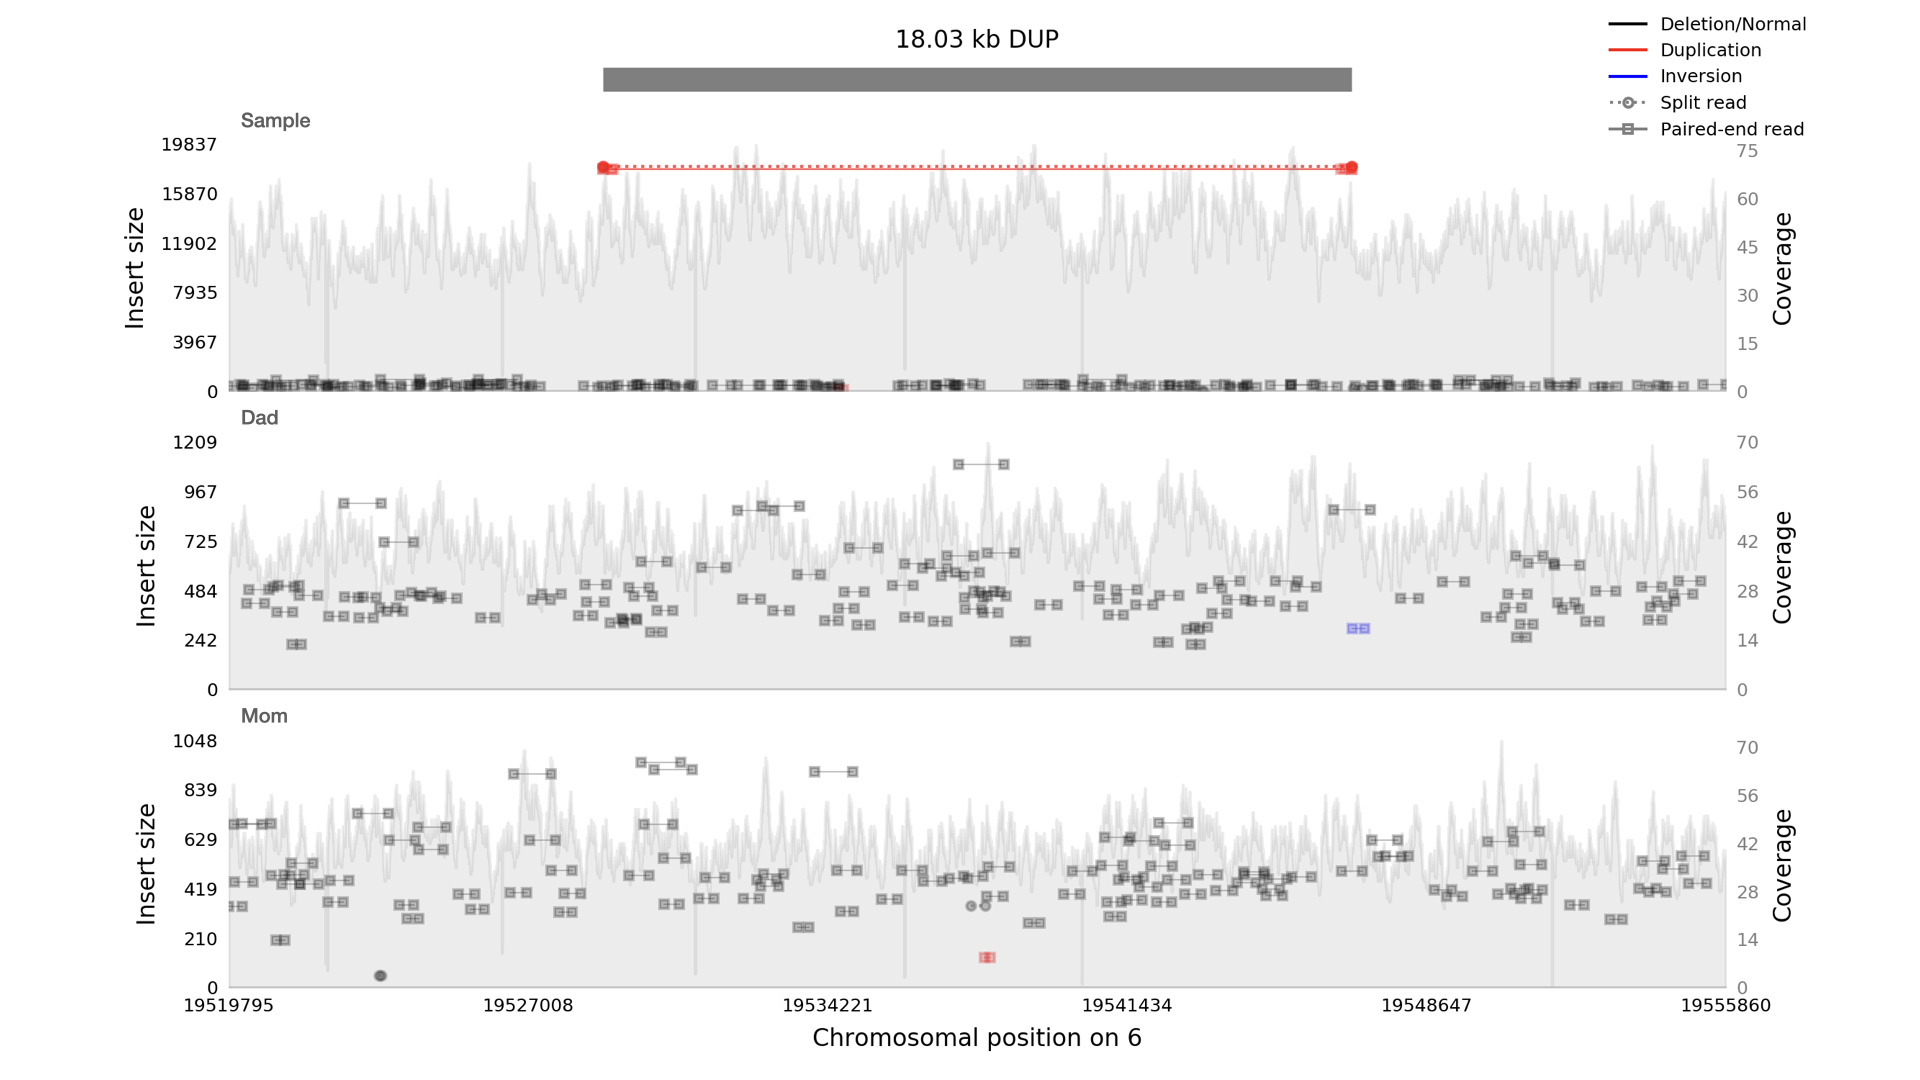 18.03 kb DUP
Deletion/Normal
Duplication
Inversion
Split read
Paired-end read
Sample
19837
15870
11902
7935
3967
0
Insert size
75
60
45
30
15
0
Coverage
Dad
1209
967
725
484
242
0
Insert size
70
56
42
28
14
0
Coverage
Mom
1048
839
629
419
210
0
Insert size
70
56
42
28
14
0
Coverage
19519795 19527008 19534221 19541434 19548647 19555860
Chromosomal position on 6